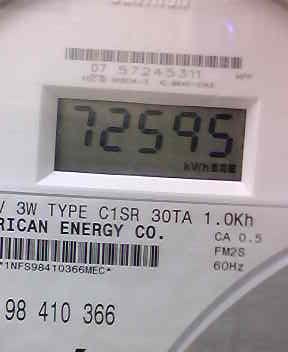 07 57245311
72595
kWh
V 3W TYPE C1SR 30TA 1.0Kh
RICAN ENERGY CO.
CA 0.5
FM2S
*1NFS98410366MEC*
60Hz
98 410 366